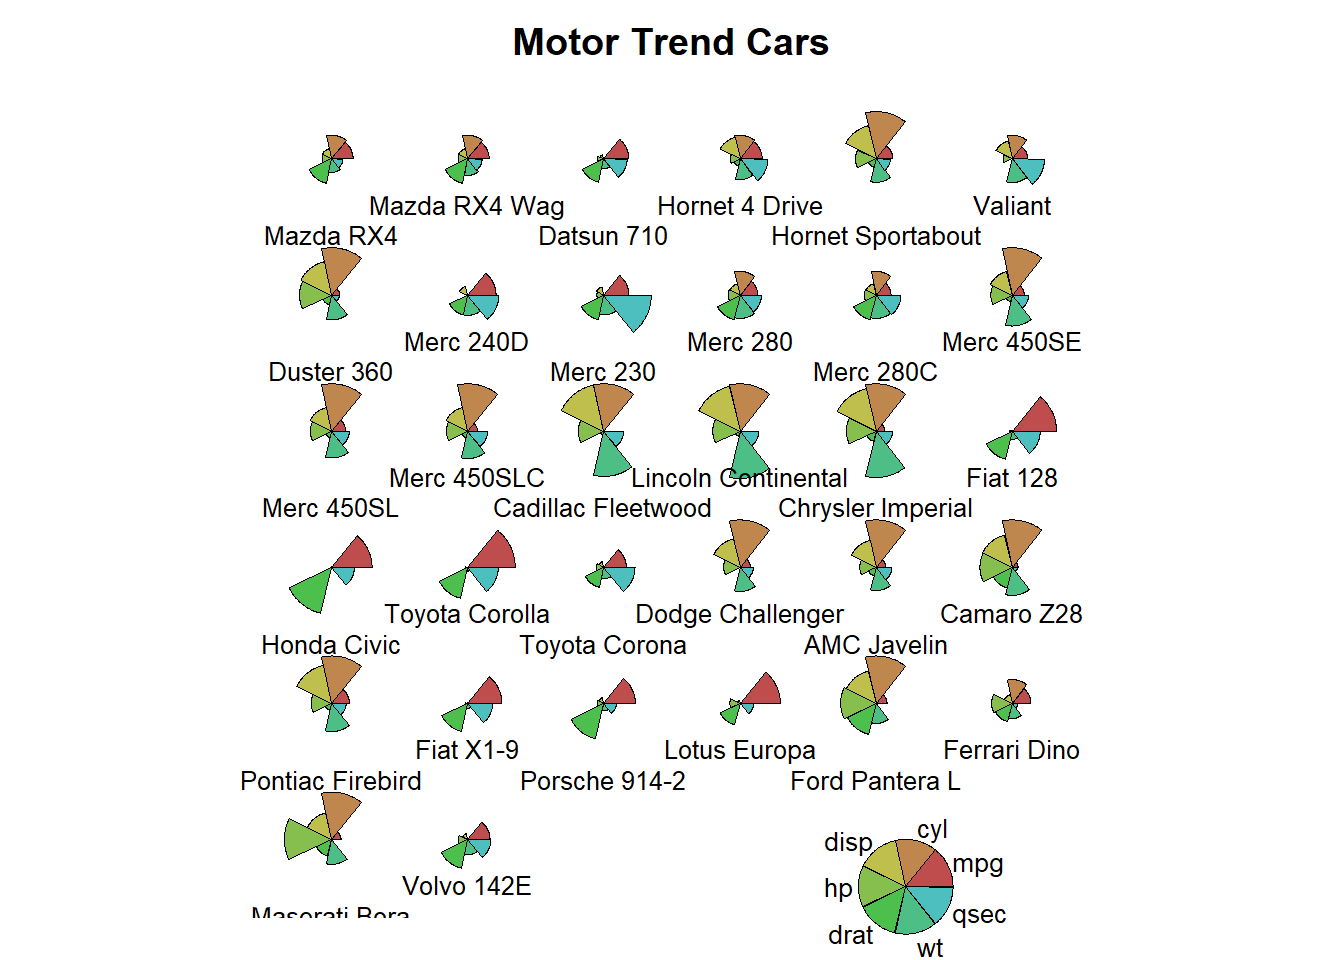 Motor Trend Cars
Mazda RX4 Wag Hornet 4 Drive Valiant
Mazda RX4 Datsun 710 Hornet Sportabout
Merc 240D Merc 280 Merc 450SE
Duster 360 Merc 230 Merc 280C
Merc 450SLC Lincoln Continental Fiat 128
Merc 450SL Cadillac Fleetwood Chrysler Imperial
Toyota Corolla Dodge Challenger Camaro Z28
Honda Civic Toyota Corona AMC Javelin
Fiat X1-9 Lotus Europa Ferrari Dino
Pontiac Firebird Porsche 914-2 Ford Pantera L
Volvo 142E
Maserati Bora
cyl
disp
mpg
hp
qsec
drat
wt